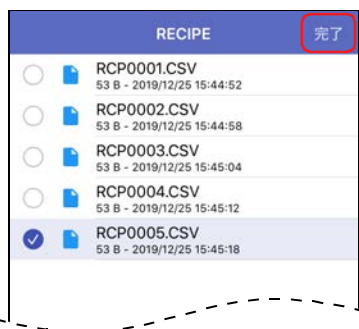 RECIPE
完了
RCP0001.CSV
53 B - 2019/12/25 15:44:52
RCP0002.CSV
53 B - 2019/12/25 15:44:58
RCP0003.CSV
53 B - 2019/12/25 15:45:04
RCP0004.CSV
53 B - 2019/12/25 15:45:12
RCP0005.CSV
53 B - 2019/12/25 15:45:18